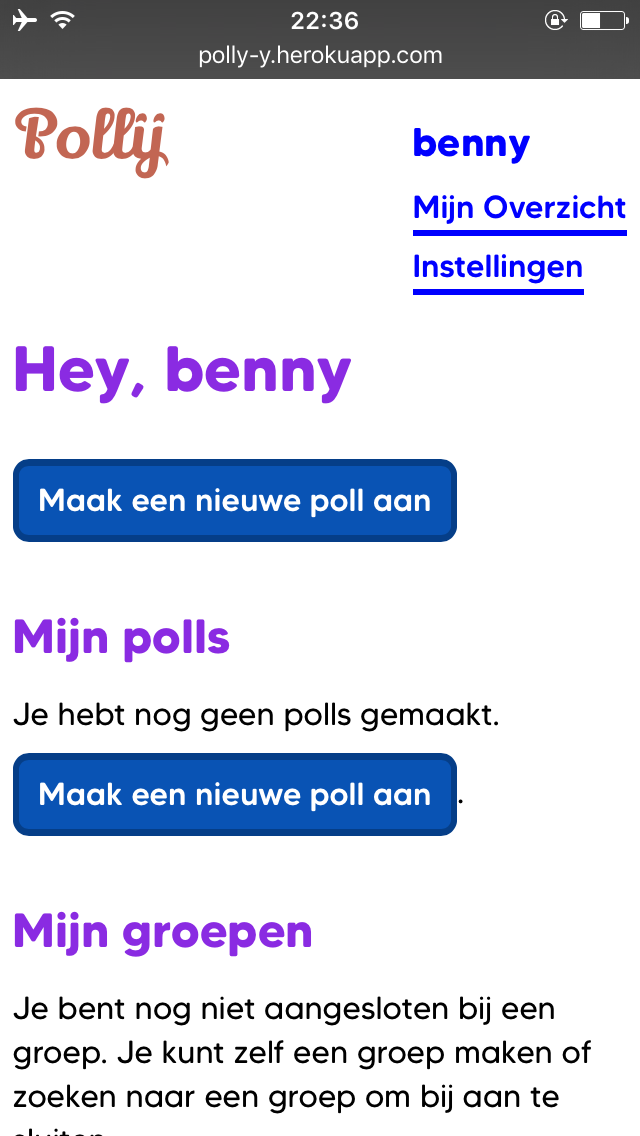 22:36
polly-y.herokuapp.com
Pollij
benny
Mijn Overzicht
Instellingen
Hey, benny
Maak een nieuwe poll aan
Mijn polls
Je hebt nog geen polls gemaakt.
Maak een nieuwe poll aan.
Mijn groepen
Je bent nog niet aangesloten bij een
groep. Je kunt zelf een groep maken of
zoeken naar een groep om bij aan te
sluiten